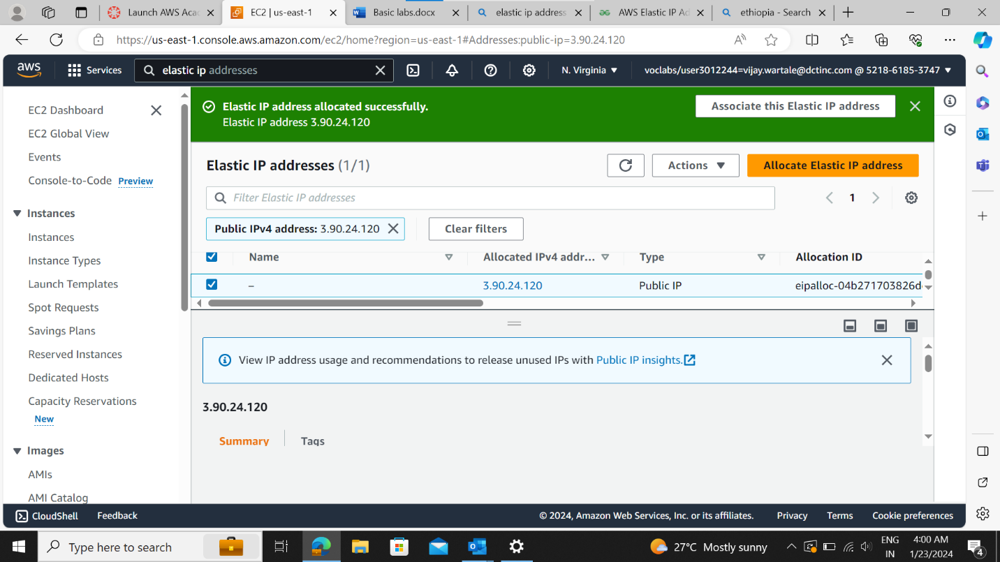 Launch AWS Aca
EC2 | us-east-1
Basic labs.docx
elastic ip address
AWS Elastic IP Ad
ethiopia - Search
https://us-east-1.console.aws.amazon.com/ec2/home?region=us-east-1#Addresses:public-ip=3.90.24.120
aws
Services
elastic ip addresses
N. Virginia
voclabs/user3012244=vijay.wartale@dctinc.com @ 5218-6185-3747
EC2 Dashboard
EC2 Global View
Events
Console-to-Code Preview
Instances
Instances
Instance Types
Launch Templates
Spot Requests
Savings Plans
Reserved Instances
Dedicated Hosts
Capacity Reservations
New
Images
AMIs
AMI Catalog
Elastic IP address allocated successfully.
Elastic IP address 3.90.24.120
Associate this Elastic IP address
Elastic IP addresses (1/1)
Actions
Allocate Elastic IP address
Filter Elastic IP addresses
1
Public IPv4 address: 3.90.24.120
Clear filters
Name
Allocated IPv4 addr...
Type
Allocation ID
–
3.90.24.120
Public IP
eipalloc-04b271703826d
View IP address usage and recommendations to release unused IPs with Public IP insights.
3.90.24.120
Summary
Tags
CloudShell
Feedback
© 2024, Amazon Web Services, Inc. or its affiliates.
Privacy
Terms
Cookie preferences
Type here to search
27°C Mostly sunny
ENG
IN
4:00 AM
1/23/2024
4